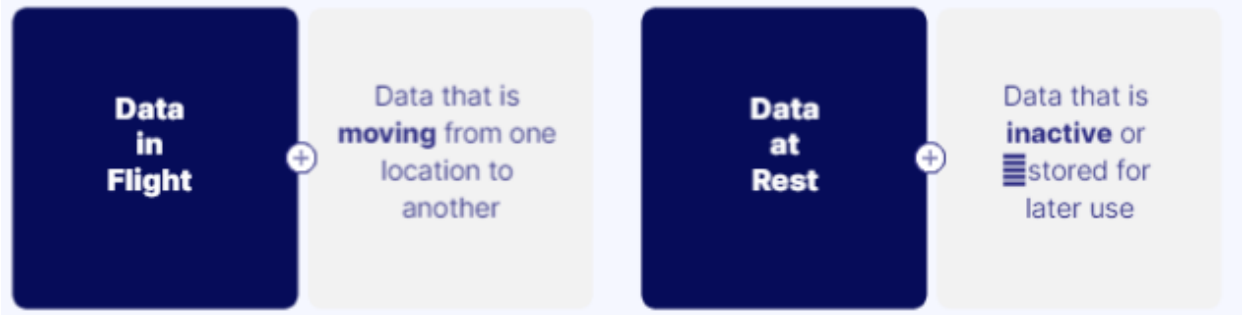 Data
in
Flight
Data that is
moving from one
location to
another
Data
at
Rest
Data that is
inactive or
stored for
later use